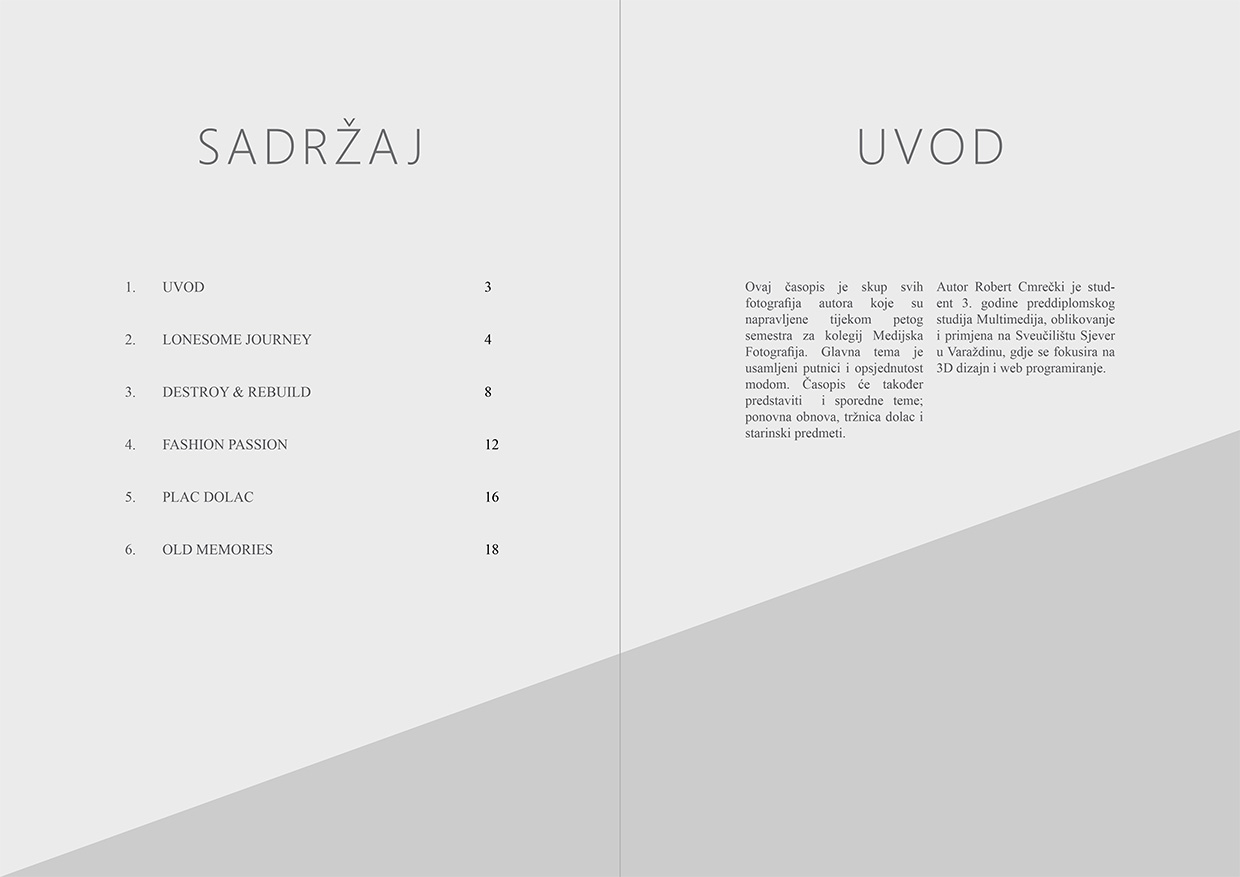 SADRŽAJ
1. UVOD 3
2. LONESOME JOURNEY 4
3. DESTROY & REBUILD 8
4. FASHION PASSION 12
5. PLAC DOLAC 16
6. OLD MEMORIES 18
UVOD
Ovaj časopis je skup svih
fotografija autora koje su
napravljene tijekom petog
semestra za kolegij Medijska
Fotografija. Glavna tema je
usamljeni putnici i opsjednutost
modom. Časopis će također
predstaviti i sporedne teme;
ponovna obnova, tržnica dolac i
starinski predmeti.
Autor Robert Cmrečki je stud-
ent 3. godine preddiplomskog
studija Multimedija, oblikovanje
i primjena na Sveučilištu Sjever
u Varaždinu, gdje se fokusira na
3D dizajn i web programiranje.